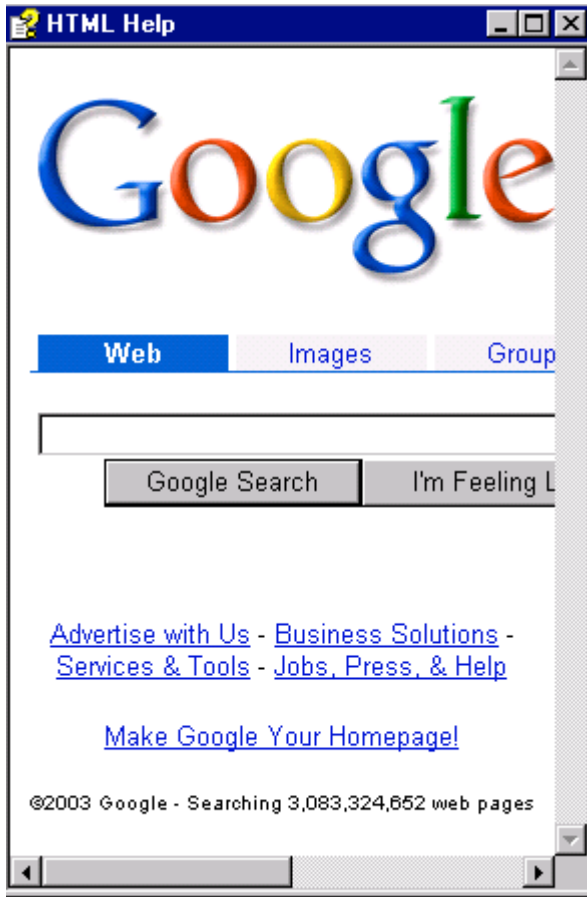 HTML Help
Google
Web Images Group
Google Search I'm Feeling L
Advertise with Us - Business Solutions -
Services & Tools - Jobs, Press, & Help
Make Google Your Homepage!
©2003 Google - Searching 3,083,324,652 web pages